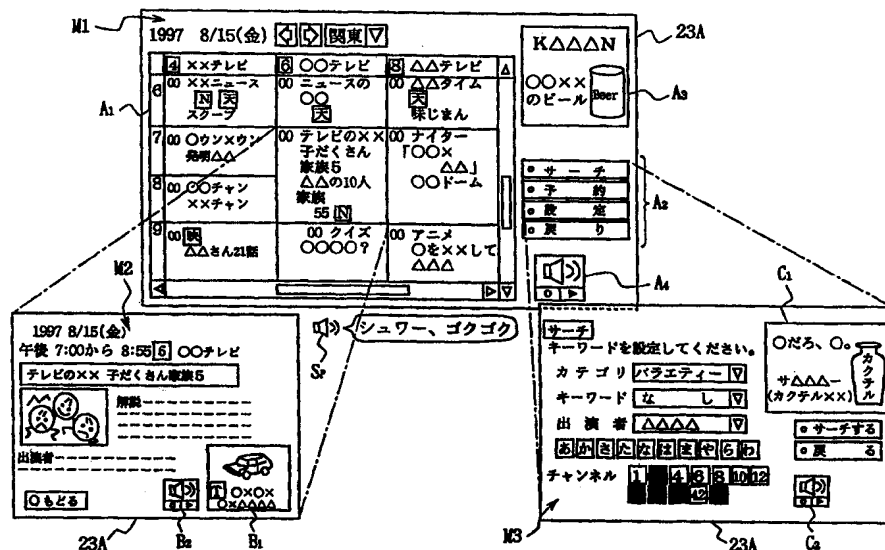 M1
1997 8/15(金) 関東
23A
K△△△N
○○××
のビール
Beer
A3
A1
4 ××テレビ
6 ○○テレビ
8 △△テレビ
6
00 ××ニュース
N 天
スクープ
00 ニュースの
○○
天
00 △△タイム
天
味じまん
7
00 ○ウン×ウン
発明△△
00 テレビの××
子だくさん
家族5
△△の10人
家族
55 N
00 ナイター
「○○×
△△」
○○ドーム
8
00 ○○チャン
××チャン
9
00 映
△△さん21話
00 クイズ
○○○○?
00 アニメ
○を××して
△△△
サーチ
予約
設定
戻り
A2
A4
M2
1997 8/15(金)
午後 7:00から 8:55 6 ○○テレビ
テレビの×× 子だくさん家族5
解説
出演者
○もどる
T ○×○×
○×△△△△
23A
B2
B1
シュワー、ゴクゴク
SP
C1
サーチ
キーワードを設定してください。
カテゴリ バラエティー
キーワード なし
出演者 △△△△
あかさたなはまやらわ
チャンネル 1 4 6 8 10 12
42
○だろ、○。
サ△△△ー
(カクテル××)
カクテル
サーチする
戻る
M3
23A
C2